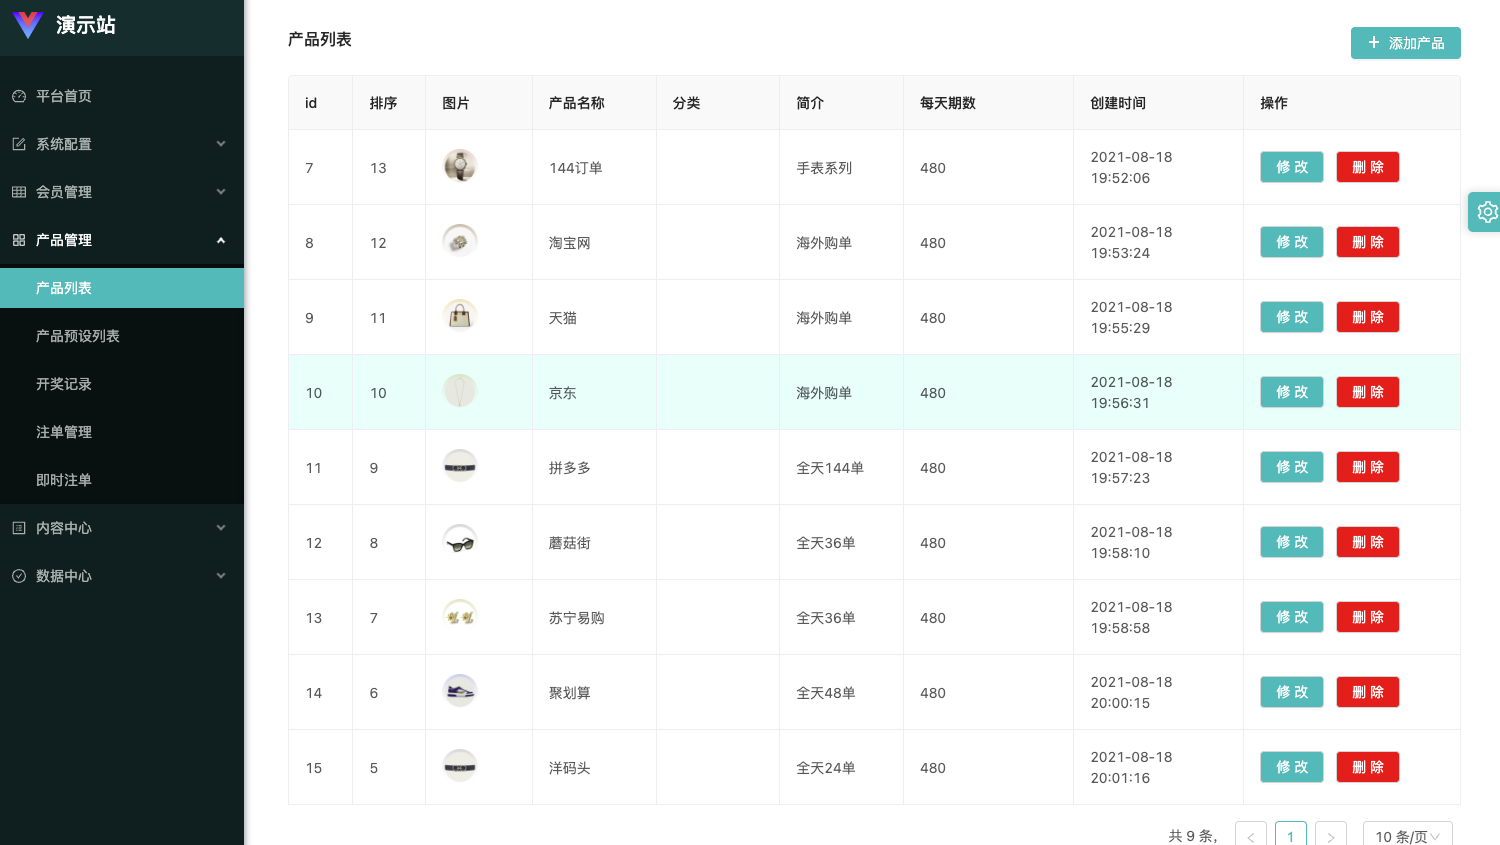 演示站
平台首页
系统配置
会员管理
产品管理
产品列表
产品预设列表
开奖记录
注单管理
即时注单
内容中心
数据中心
产品列表
添加产品
id 排序 图片 产品名称 分类 简介 每天期数 创建时间 操作
7 13 144订单 手表系列 480 2021-08-18 19:52:06 修 改 删 除
8 12 淘宝网 海外购单 480 2021-08-18 19:53:24 修 改 删 除
9 11 天猫 海外购单 480 2021-08-18 19:55:29 修 改 删 除
10 10 京东 海外购单 480 2021-08-18 19:56:31 修 改 删 除
11 9 拼多多 全天144单 480 2021-08-18 19:57:23 修 改 删 除
12 8 蘑菇街 全天36单 480 2021-08-18 19:58:10 修 改 删 除
13 7 苏宁易购 全天36单 480 2021-08-18 19:58:58 修 改 删 除
14 6 聚划算 全天48单 480 2021-08-18 20:00:15 修 改 删 除
15 5 洋码头 全天24单 480 2021-08-18 20:01:16 修 改 删 除
共 9 条， 1 10 条/页